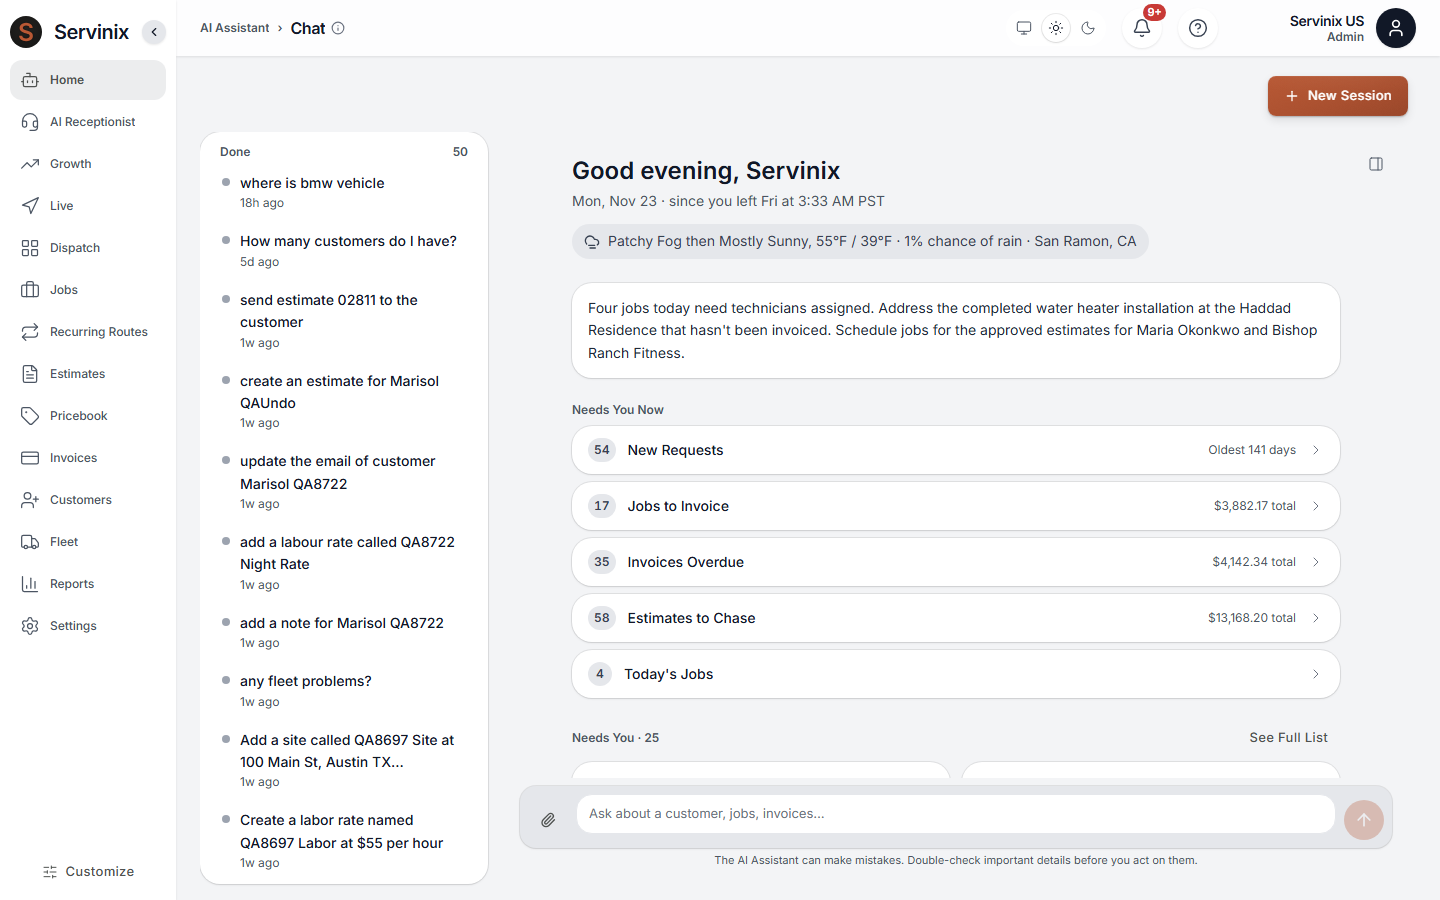 Servinix
Home
AI Receptionist
Growth
Live
Dispatch
Jobs
Recurring Routes
Estimates
Pricebook
Invoices
Customers
Fleet
Reports
Settings
Customize
AI Assistant › Chat
9+
Servinix US
Admin
+ New Session
Done 50
where is bmw vehicle
18h ago
How many customers do I have?
5d ago
send estimate 02811 to the
customer
1w ago
create an estimate for Marisol
QAUndo
1w ago
update the email of customer
Marisol QA8722
1w ago
add a labour rate called QA8722
Night Rate
1w ago
add a note for Marisol QA8722
1w ago
any fleet problems?
1w ago
Add a site called QA8697 Site at
100 Main St, Austin TX...
1w ago
Create a labor rate named
QA8697 Labor at $55 per hour
1w ago
Good evening, Servinix
Mon, Nov 23 · since you left Fri at 3:33 AM PST
Patchy Fog then Mostly Sunny, 55°F / 39°F · 1% chance of rain · San Ramon, CA
Four jobs today need technicians assigned. Address the completed water heater installation at the Haddad
Residence that hasn't been invoiced. Schedule jobs for the approved estimates for Maria Okonkwo and Bishop
Ranch Fitness.
Needs You Now
54 New Requests Oldest 141 days
17 Jobs to Invoice $3,882.17 total
35 Invoices Overdue $4,142.34 total
58 Estimates to Chase $13,168.20 total
4 Today's Jobs
Needs You · 25 See Full List
Ask about a customer, jobs, invoices...
The AI Assistant can make mistakes. Double-check important details before you act on them.